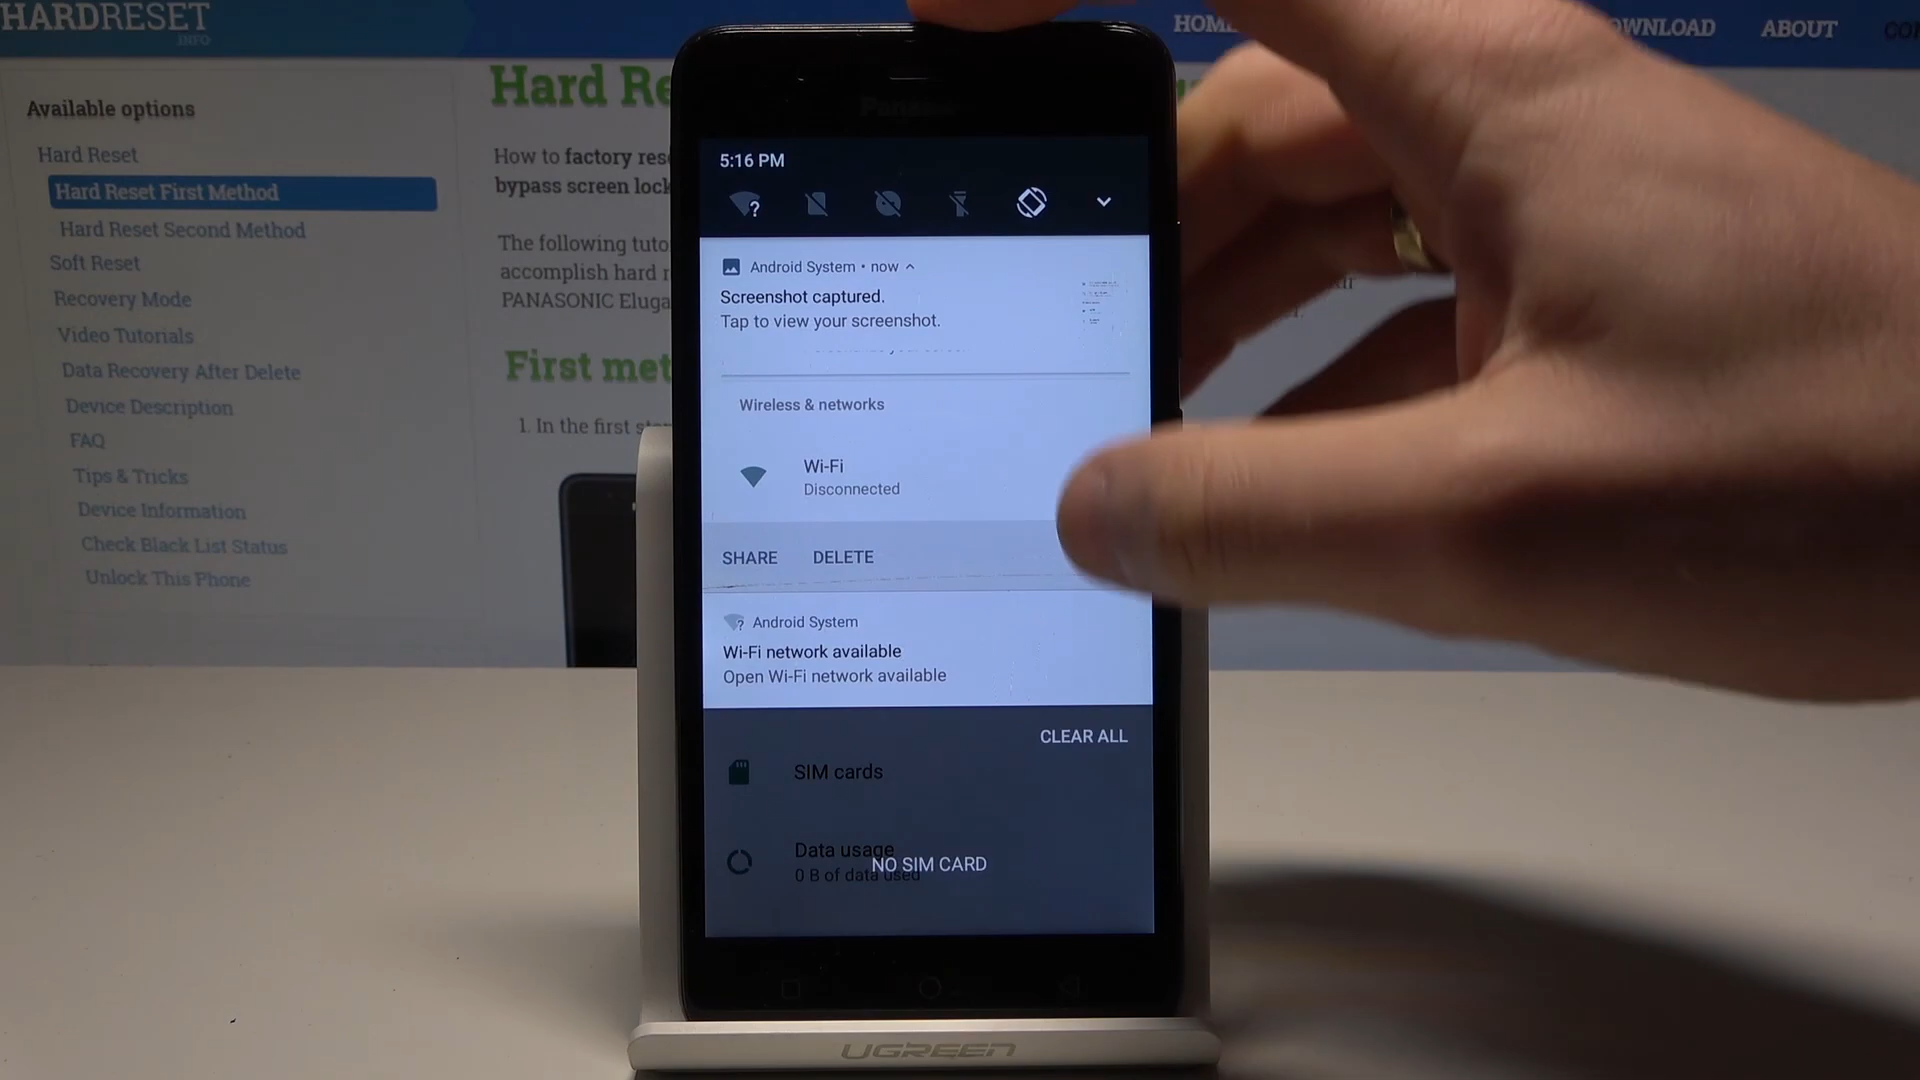 HARDRESET
INFO
HOME
DOWNLOAD
ABOUT
Available options
Hard Reset
Hard Reset First Method
Hard Reset Second Method
Soft Reset
Recovery Mode
Video Tutorials
Data Recovery After Delete
Device Description
FAQ
Tips & Tricks
Device Information
Check Black List Status
Unlock This Phone
Hard Re
How to factory res
bypass screen lock
The following tuto
accomplish hard r
PANASONIC Eluga
First met
1. In the first
Panasonic
5:16 PM
Android System • now
Screenshot captured.
Tap to view your screenshot.
Wireless & networks
Wi-Fi
Disconnected
SHARE DELETE
Android System
Wi-Fi network available
Open Wi-Fi network available
CLEAR ALL
SIM cards
Data usage
0 B of data used
NO SIM CARD
UGREEN